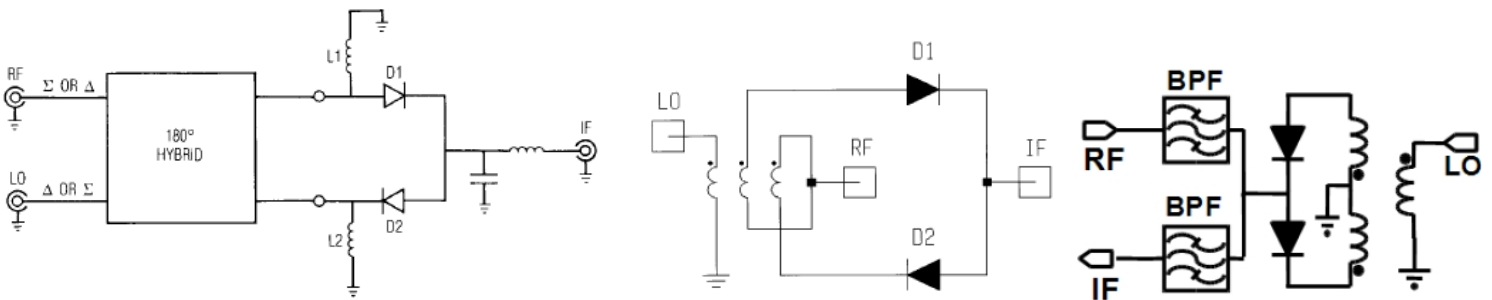 RF
Σ OR Δ
180°
HYBRID
LO
Δ OR Σ
L1
D1
D2
L2
IF
LO
D1
RF
IF
D2
BPF
RF
BPF
IF
LO